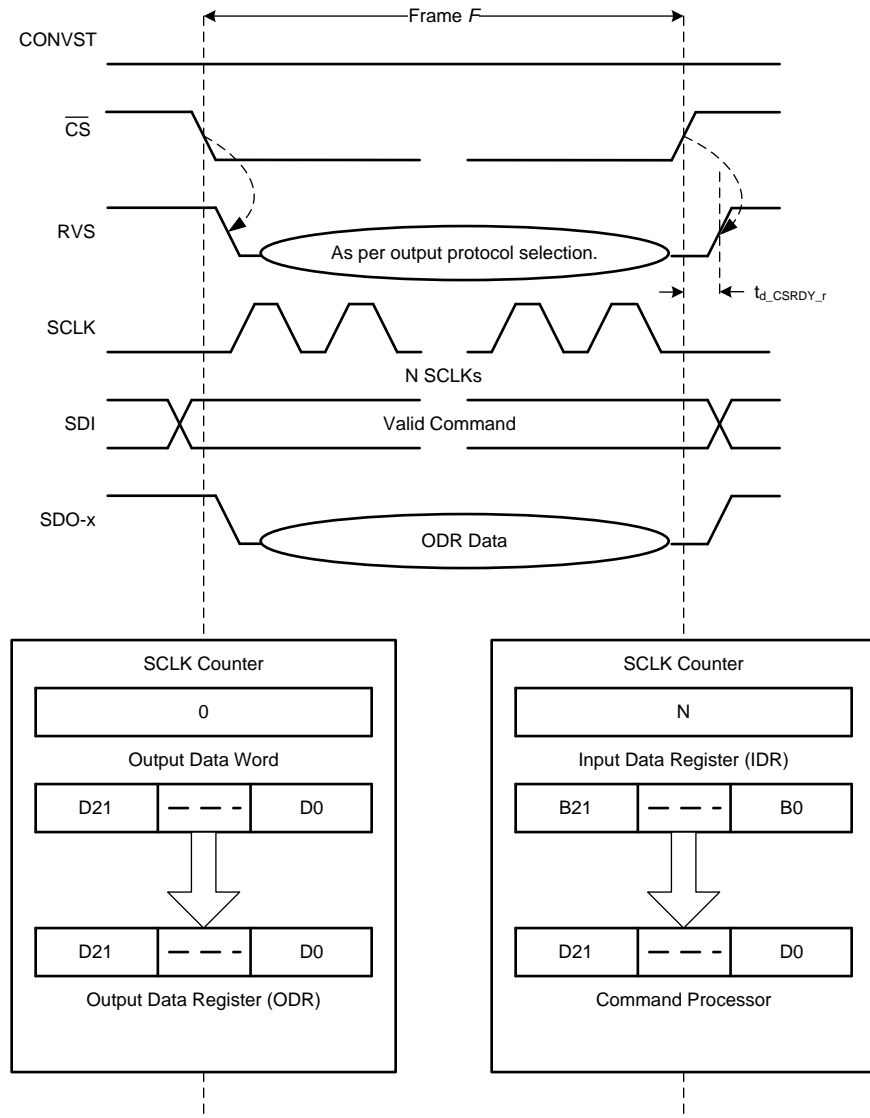 Frame F
CONVST
CS
RVS
As per output protocol selection.
td_CSRDY_r
SCLK
N SCLKs
SDI
Valid Command
SDO-x
ODR Data
SCLK Counter
0
Output Data Word
D21
D0
D21
D0
Output Data Register (ODR)
SCLK Counter
N
Input Data Register (IDR)
B21
B0
D21
D0
Command Processor